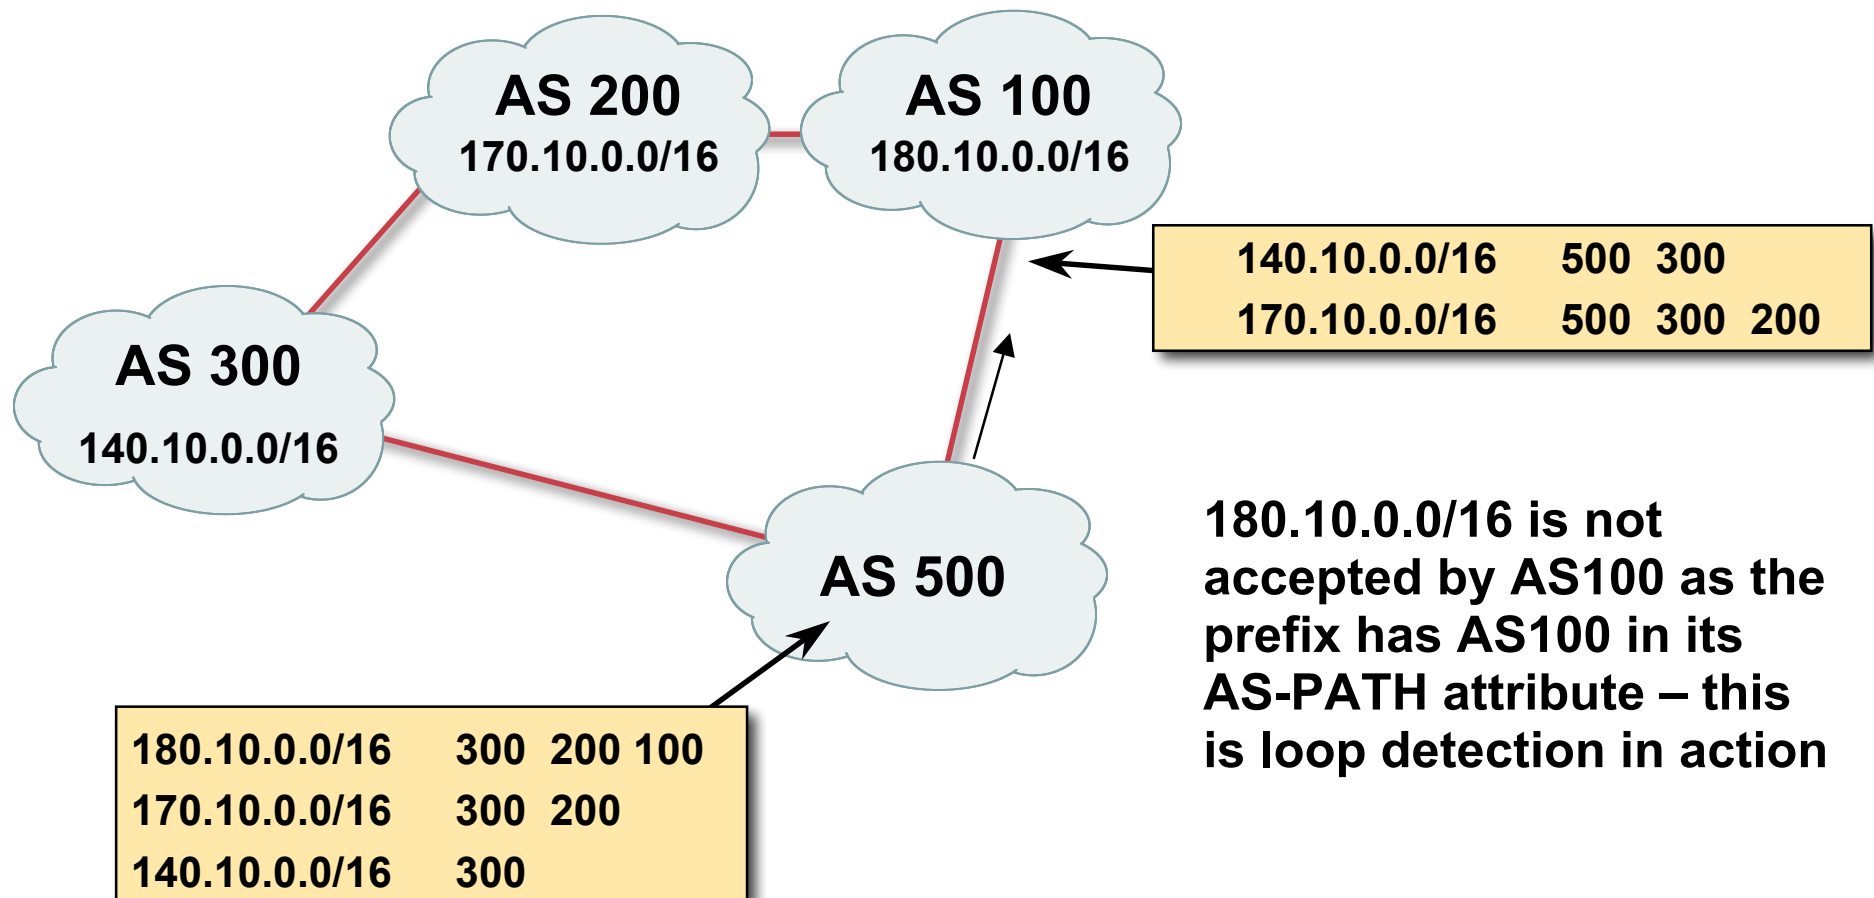 AS 200
170.10.0.0/16
AS 100
180.10.0.0/16
140.10.0.0/16 500 300
170.10.0.0/16 500 300 200
AS 300
140.10.0.0/16
AS 500
180.10.0.0/16 is not
accepted by AS100 as the
prefix has AS100 in its
AS-PATH attribute – this
is loop detection in action
180.10.0.0/16 300 200 100
170.10.0.0/16 300 200
140.10.0.0/16 300